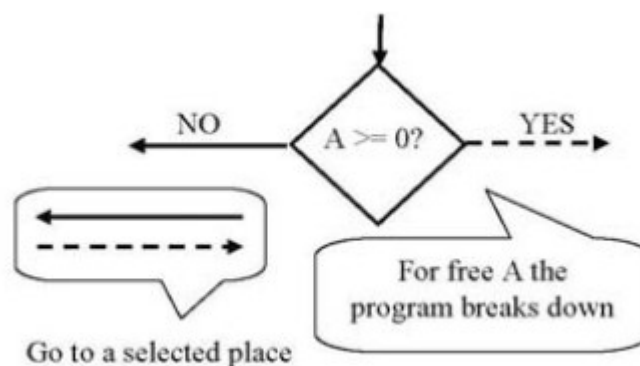 NO
A >= 0?
YES
For free A the
program breaks down
Go to a selected place